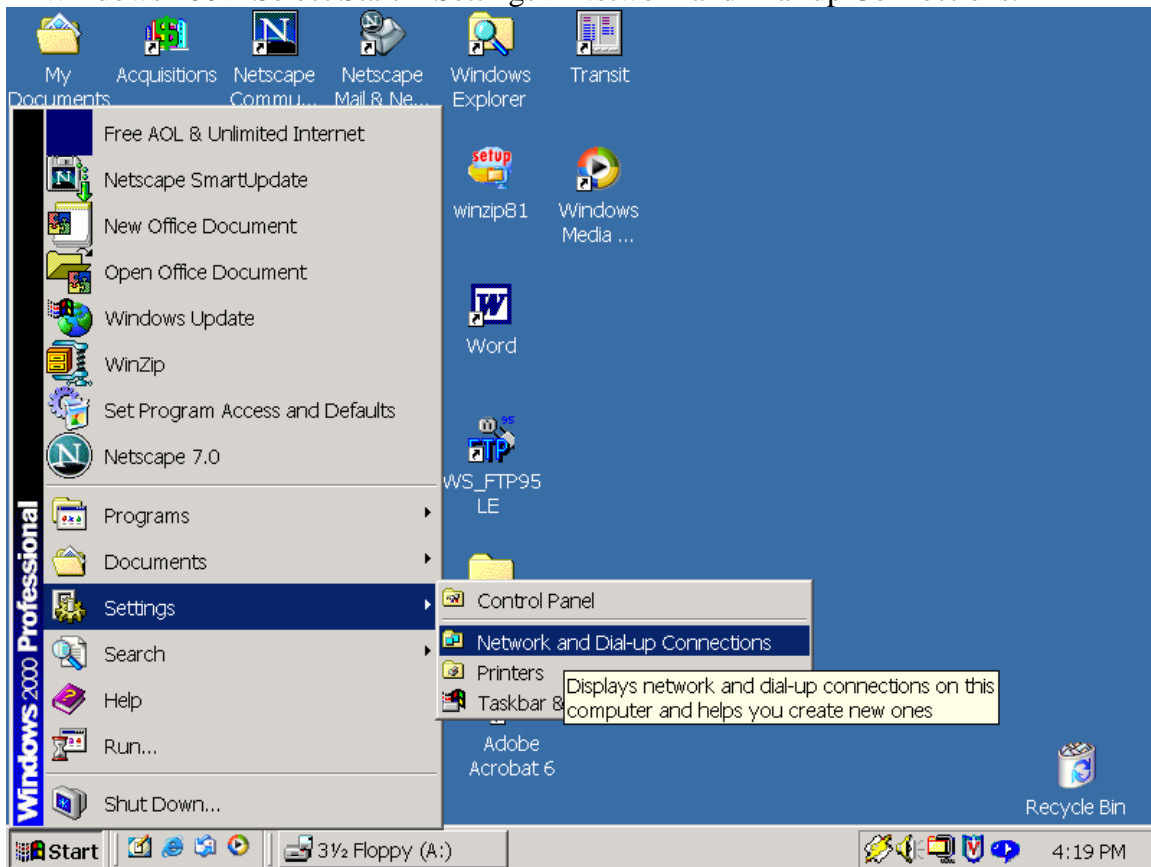 My Documents
Acquisitions
Netscape Commu...
Netscape Mail & Ne...
Windows Explorer
Transit
Free AOL & Unlimited Internet
Netscape SmartUpdate
New Office Document
Open Office Document
Windows Update
WinZip
Set Program Access and Defaults
Netscape 7.0
Programs
Documents
Settings
Search
Help
Run...
Shut Down...
Windows 2000 Professional
setup
winzip81
Windows
Media ...
W
Word
95
FTP
WS_FTP95
LE
Control Panel
Network and Dial-up Connections
Printers
Taskbar &
Displays network and dial-up connections on this
computer and helps you create new ones
Adobe
Acrobat 6
Recycle Bin
Start
3½ Floppy (A:)
4:19 PM